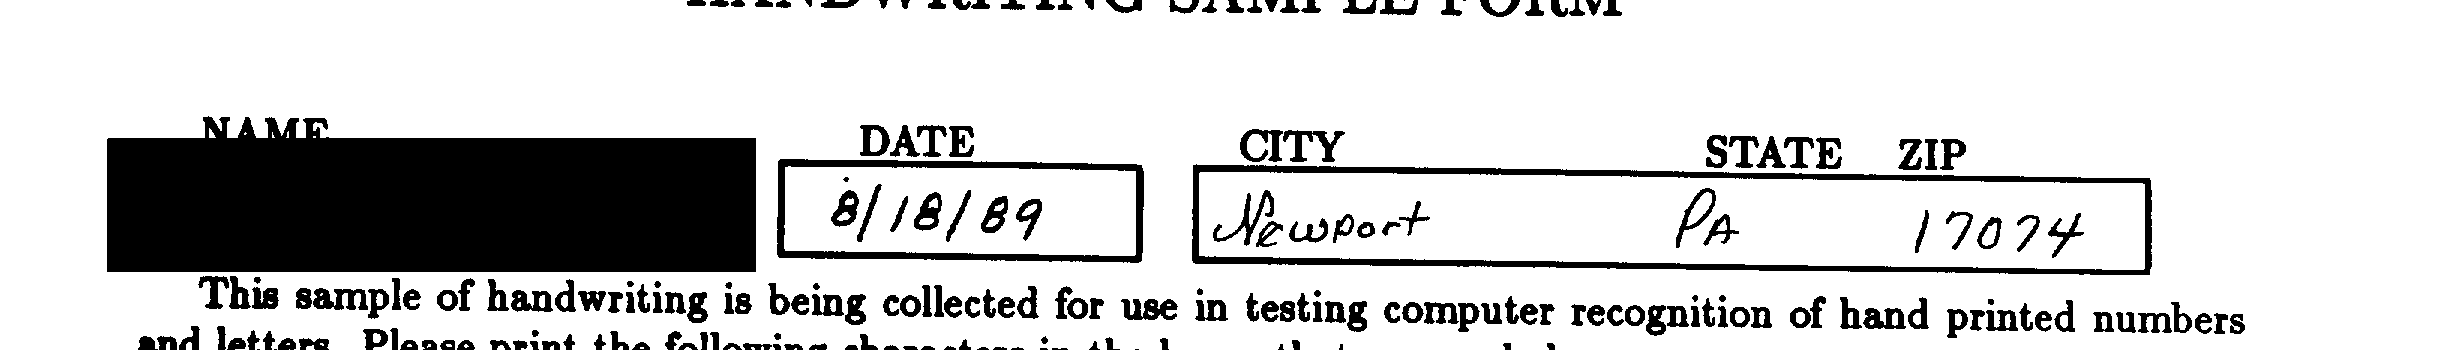 HANDWRITING SAMPLE FORM
NAME DATE CITY STATE ZIP
8/18/89 Newport PA 17074
This sample of handwriting is being collected for use in testing computer recognition of hand printed numbers
and letters. Please print the following characters in the boxes that